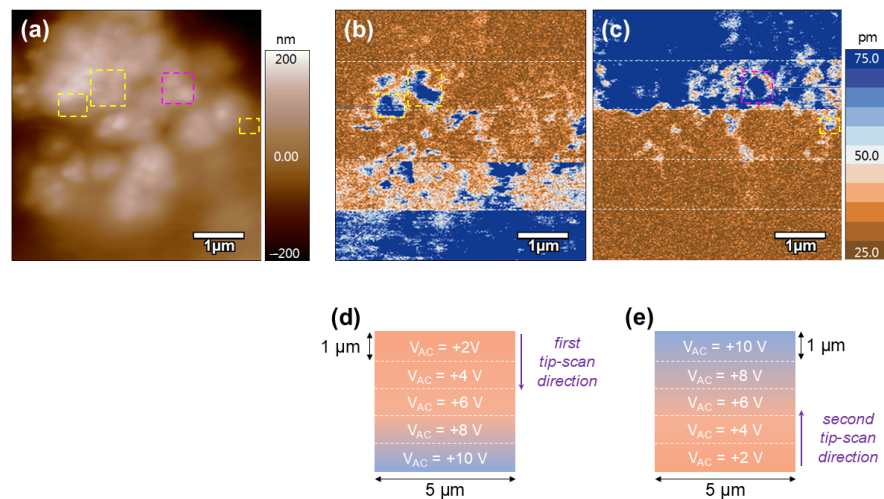 (a)
nm
200
0.00
–200
1µm
(b)
1µm
(c)
1µm
pm
75.0
50.0
25.0
(d)
1 µm
V_AC = +2V
V_AC = +4 V
V_AC = +6 V
V_AC = +8 V
V_AC = +10 V
first
tip-scan
direction
5 µm
(e)
V_AC = +10 V
V_AC = +8 V
V_AC = +6 V
V_AC = +4 V
V_AC = +2 V
1 µm
second
tip-scan
direction
5 µm